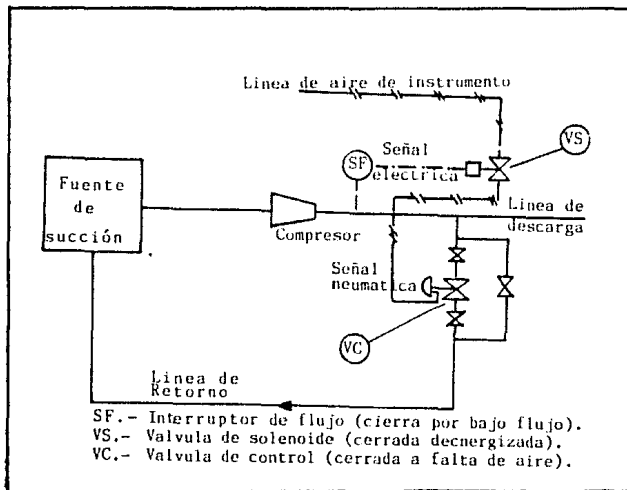 Linea de aire de instrumento
VS
Señal
SF
eléctrica
Fuente
de
succión
Linea de
descarga
Compresor
Señal
neumatica
VC
Linea de
Retorno
SF.- Interruptor de flujo (cierra por bajo flujo).
VS.- Valvula de solenoide (cerrada decnergizada).
VC.- Valvula de control (cerrada a falta de aire).